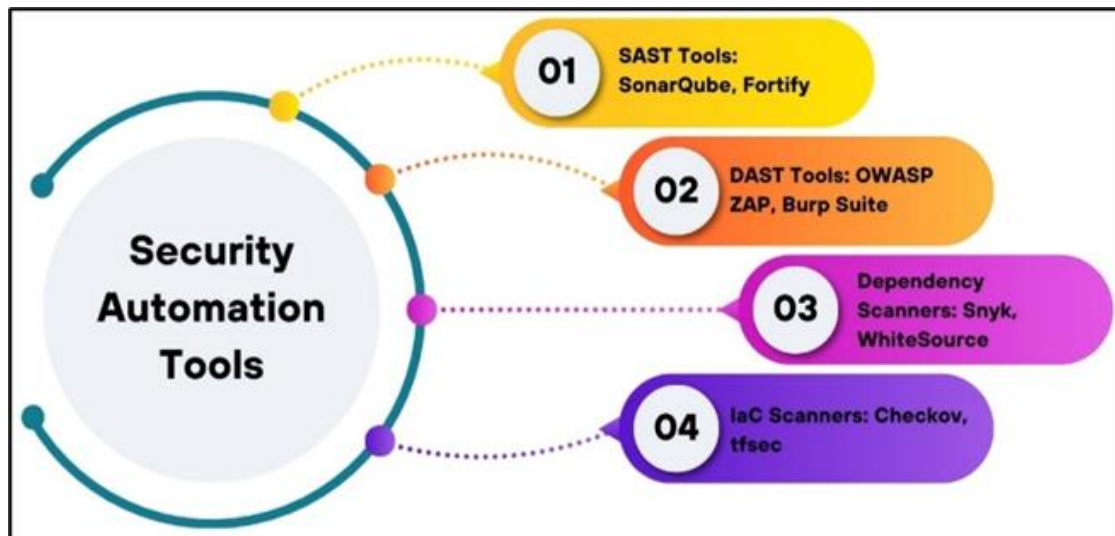 Security
Automation
Tools
01
SAST Tools:
SonarQube, Fortify
02
DAST Tools: OWASP
ZAP, Burp Suite
03
Dependency
Scanners: Snyk,
WhiteSource
04
IaC Scanners: Checkov,
tfsec